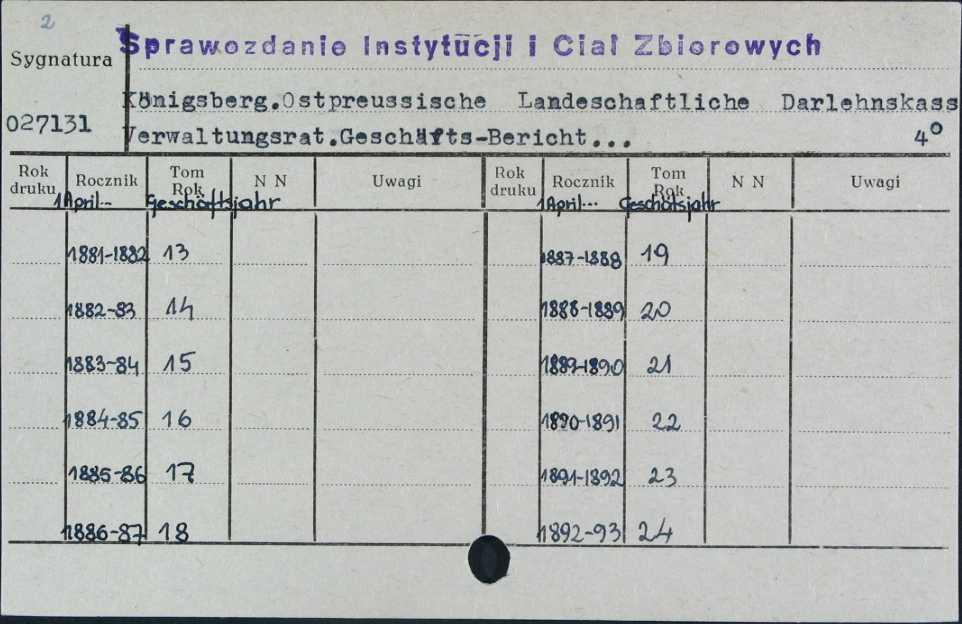 2
Sprawozdanie Instytucji i Ciał Zbiorowych
Sygnatura
Königsberg.Ostpreussische Landeschaftliche Darlehnskass
027131
Verwaltungsrat.Geschäfts-Bericht... 4°
Rok druku Rocznik Tom Rok N N Uwagi Rok druku Rocznik Tom Rok N N Uwagi
1April... Geschäftsjahr 1April... Geschätsjahr
1881-1882 13 1887-1888 19
1882-83 14 1888-1889 20
1883-84 15 1889-1890 21
1884-85 16 1890-1891 22
1885-86 17 1891-1892 23
1886-87 18 1892-93 24